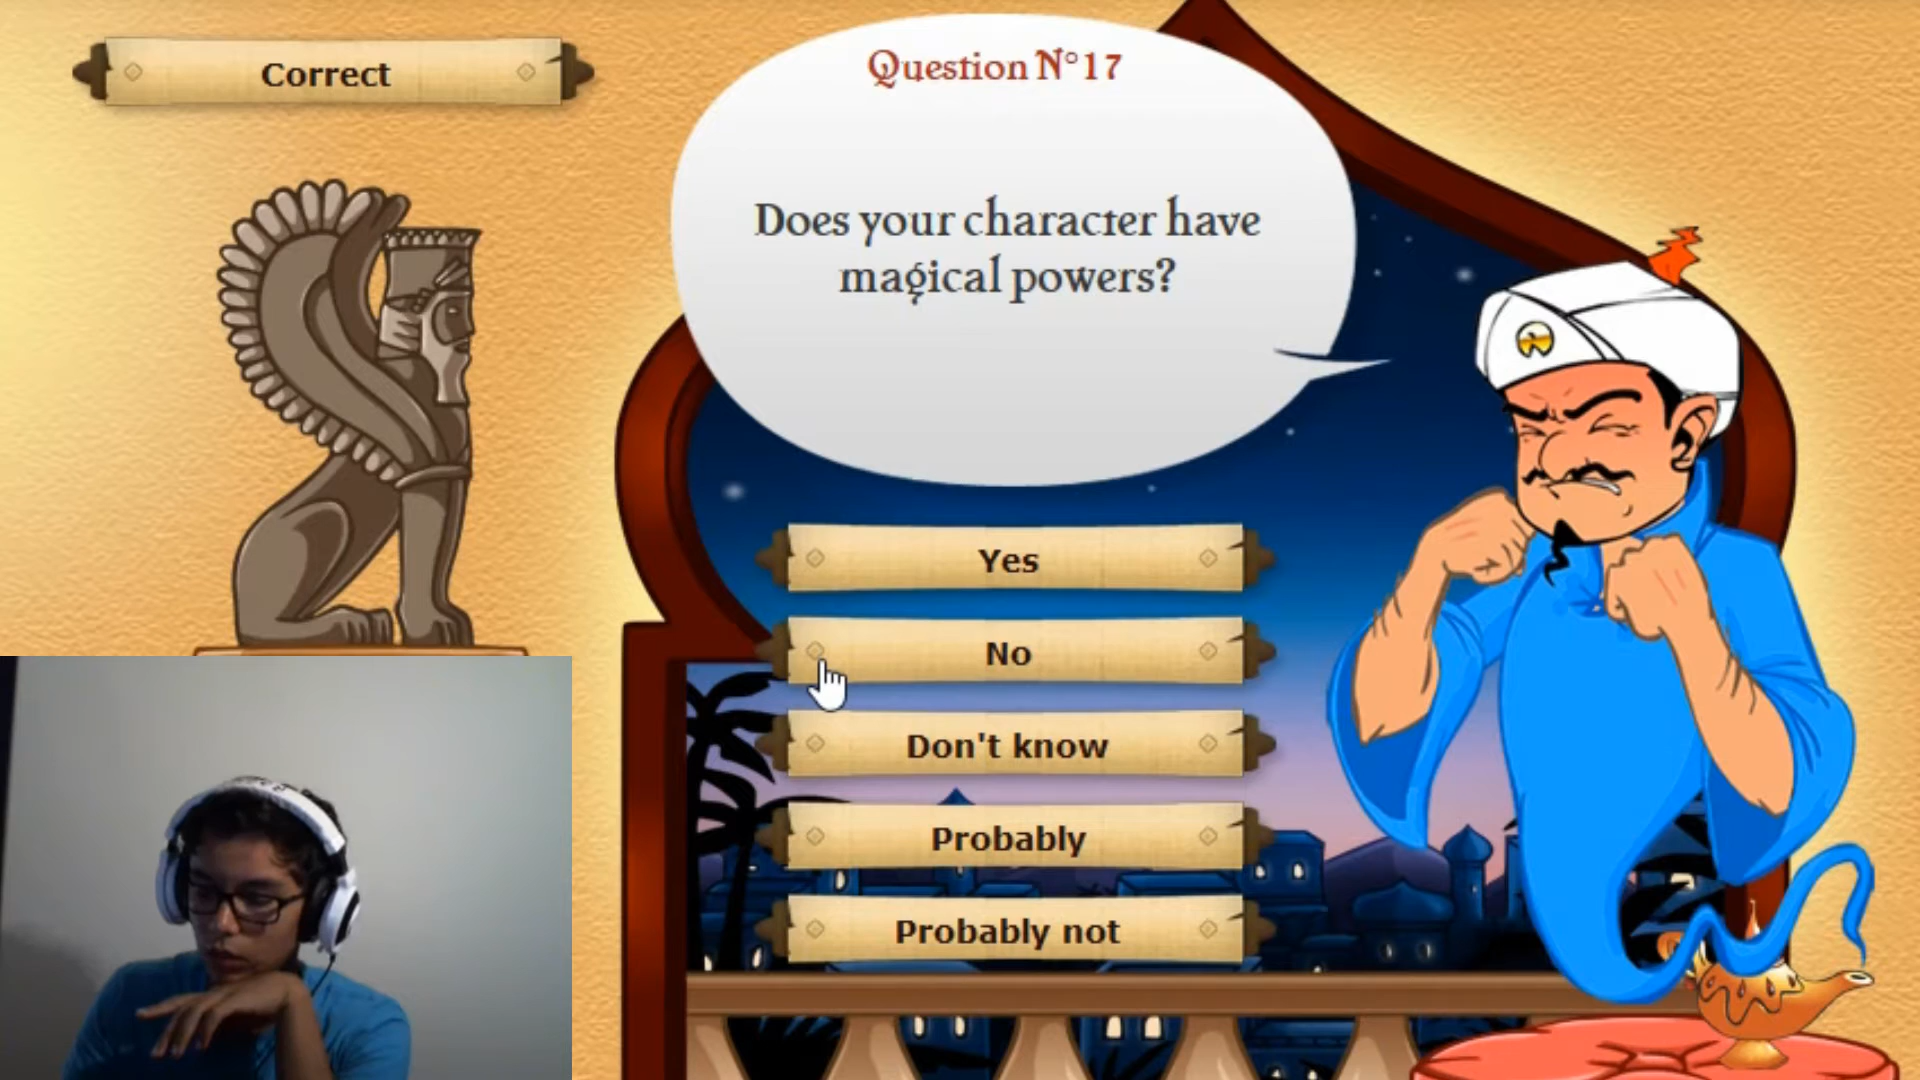 Correct
Question N°17
Does your character have
magical powers?
Yes
No
Don't know
Probably
Probably not